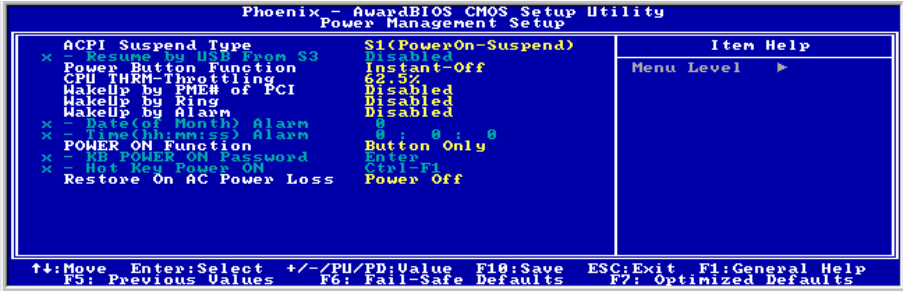 Phoenix - AwardBIOS CMOS Setup Utility
Power Management Setup
ACPI Suspend Type S1(PowerOn-Suspend)
x - Resume by USB From S3 Disabled
Power Button Function Instant-Off
CPU THRM-Throttling 62.5%
WakeUp by PME# of PCI Disabled
WakeUp by Ring Disabled
WakeUp by Alarm Disabled
x - Date(of Month) Alarm 0
x - Time(hh:mm:ss) Alarm 0 : 0 : 0
POWER ON Function Button Only
x - KB POWER ON Password Enter
x - Hot Key Power ON Ctrl-F1
Restore On AC Power Loss Power Off
Item Help
Menu Level ►
↑↓:Move Enter:Select +/-/PU/PD:Value F10:Save ESC:Exit F1:General Help
F5: Previous Values F6: Fail-Safe Defaults F7: Optimized Defaults